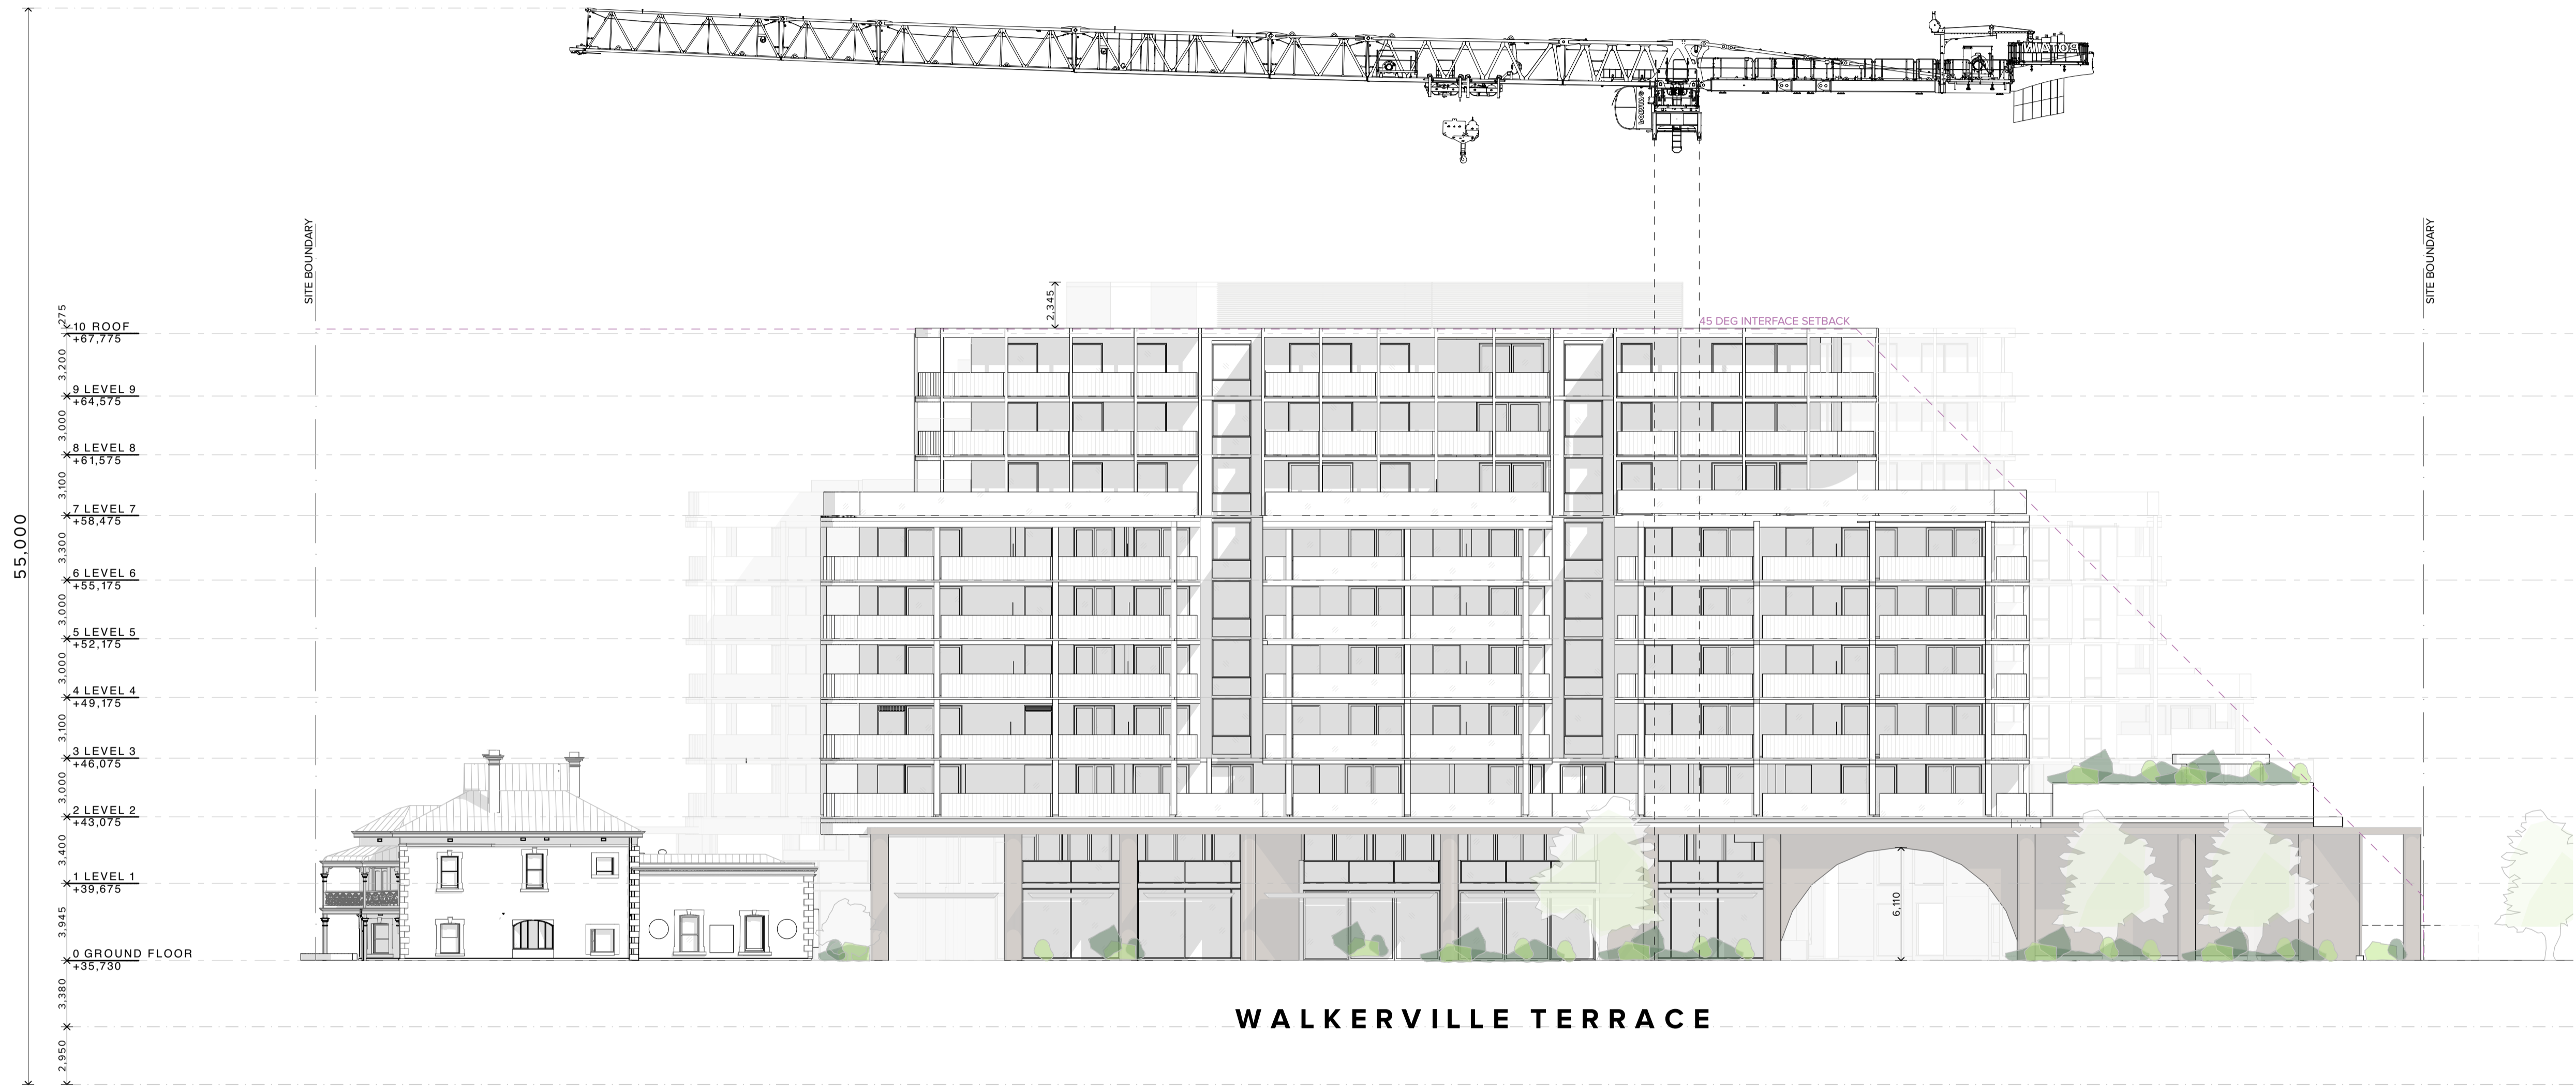 55,000
SITE BOUNDARY
SITE BOUNDARY
2,345
45 DEG INTERFACE SETBACK
275
10 ROOF
+67,775
3,200
9 LEVEL 9
+64,575
3,000
8 LEVEL 8
+61,575
3,100
7 LEVEL 7
+58,475
3,300
6 LEVEL 6
+55,175
3,000
5 LEVEL 5
+52,175
3,000
4 LEVEL 4
+49,175
3,100
3 LEVEL 3
+46,075
3,000
2 LEVEL 2
+43,075
3,400
1 LEVEL 1
+39,675
3,945
6,110
0 GROUND FLOOR
+35,730
3,380
WALKERVILLE TERRACE
2,950